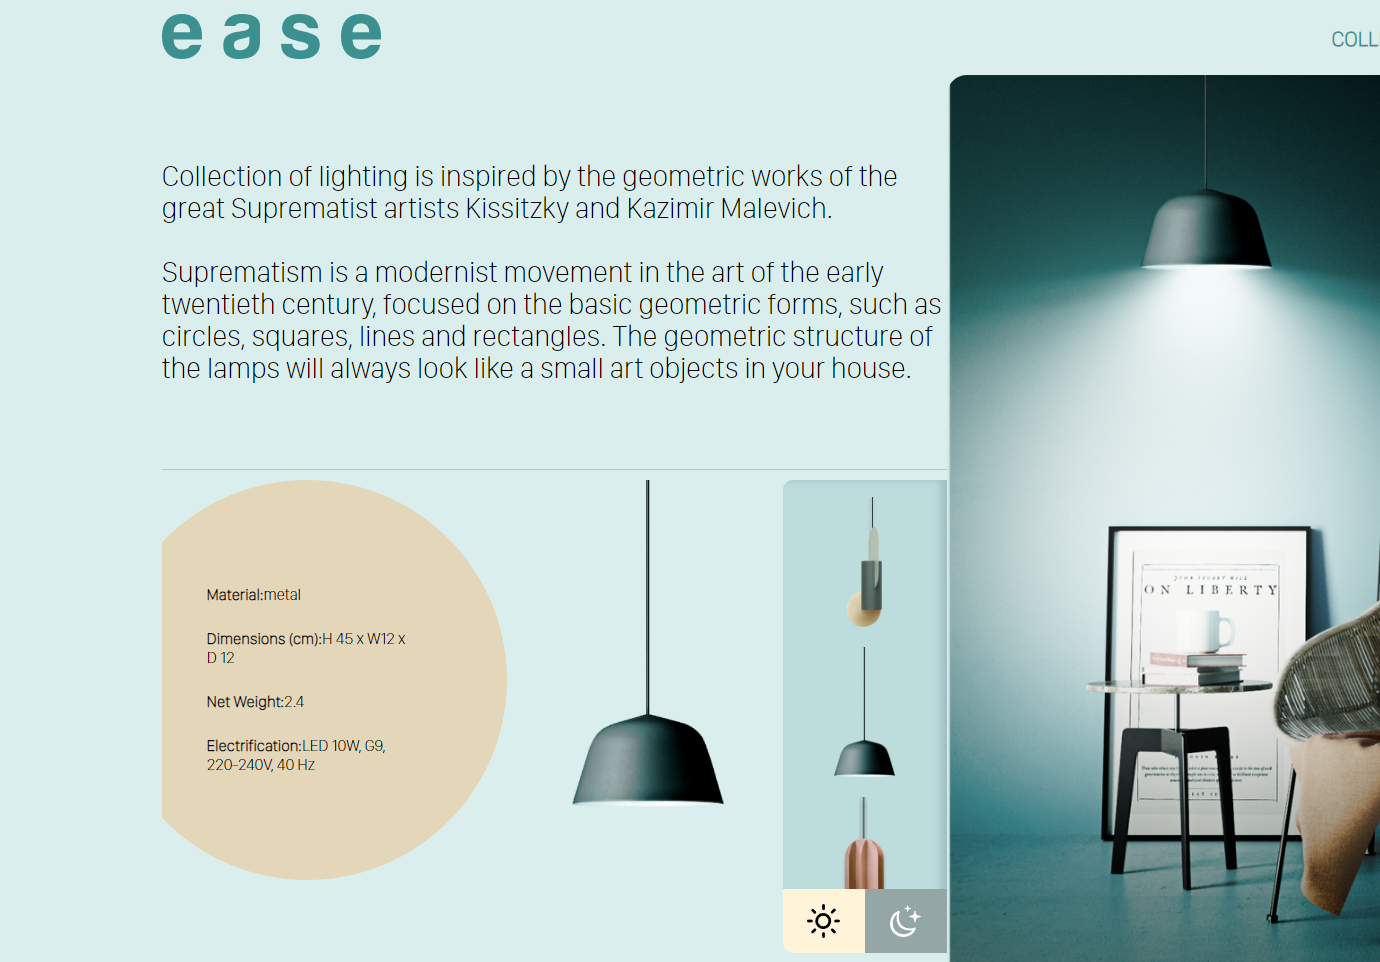 ease
COLL
Collection of lighting is inspired by the geometric works of the
great Suprematist artists Kissitzky and Kazimir Malevich.
Suprematism is a modernist movement in the art of the early
twentieth century, focused on the basic geometric forms, such as
circles, squares, lines and rectangles. The geometric structure of
the lamps will always look like a small art objects in your house.
Material:metal
Dimensions (cm):H 45 x W12 x
D 12
Net Weight:2.4
Electrification:LED 10W, G9,
220-240V, 40 Hz
JOHN STUART MILL
ON LIBERTY